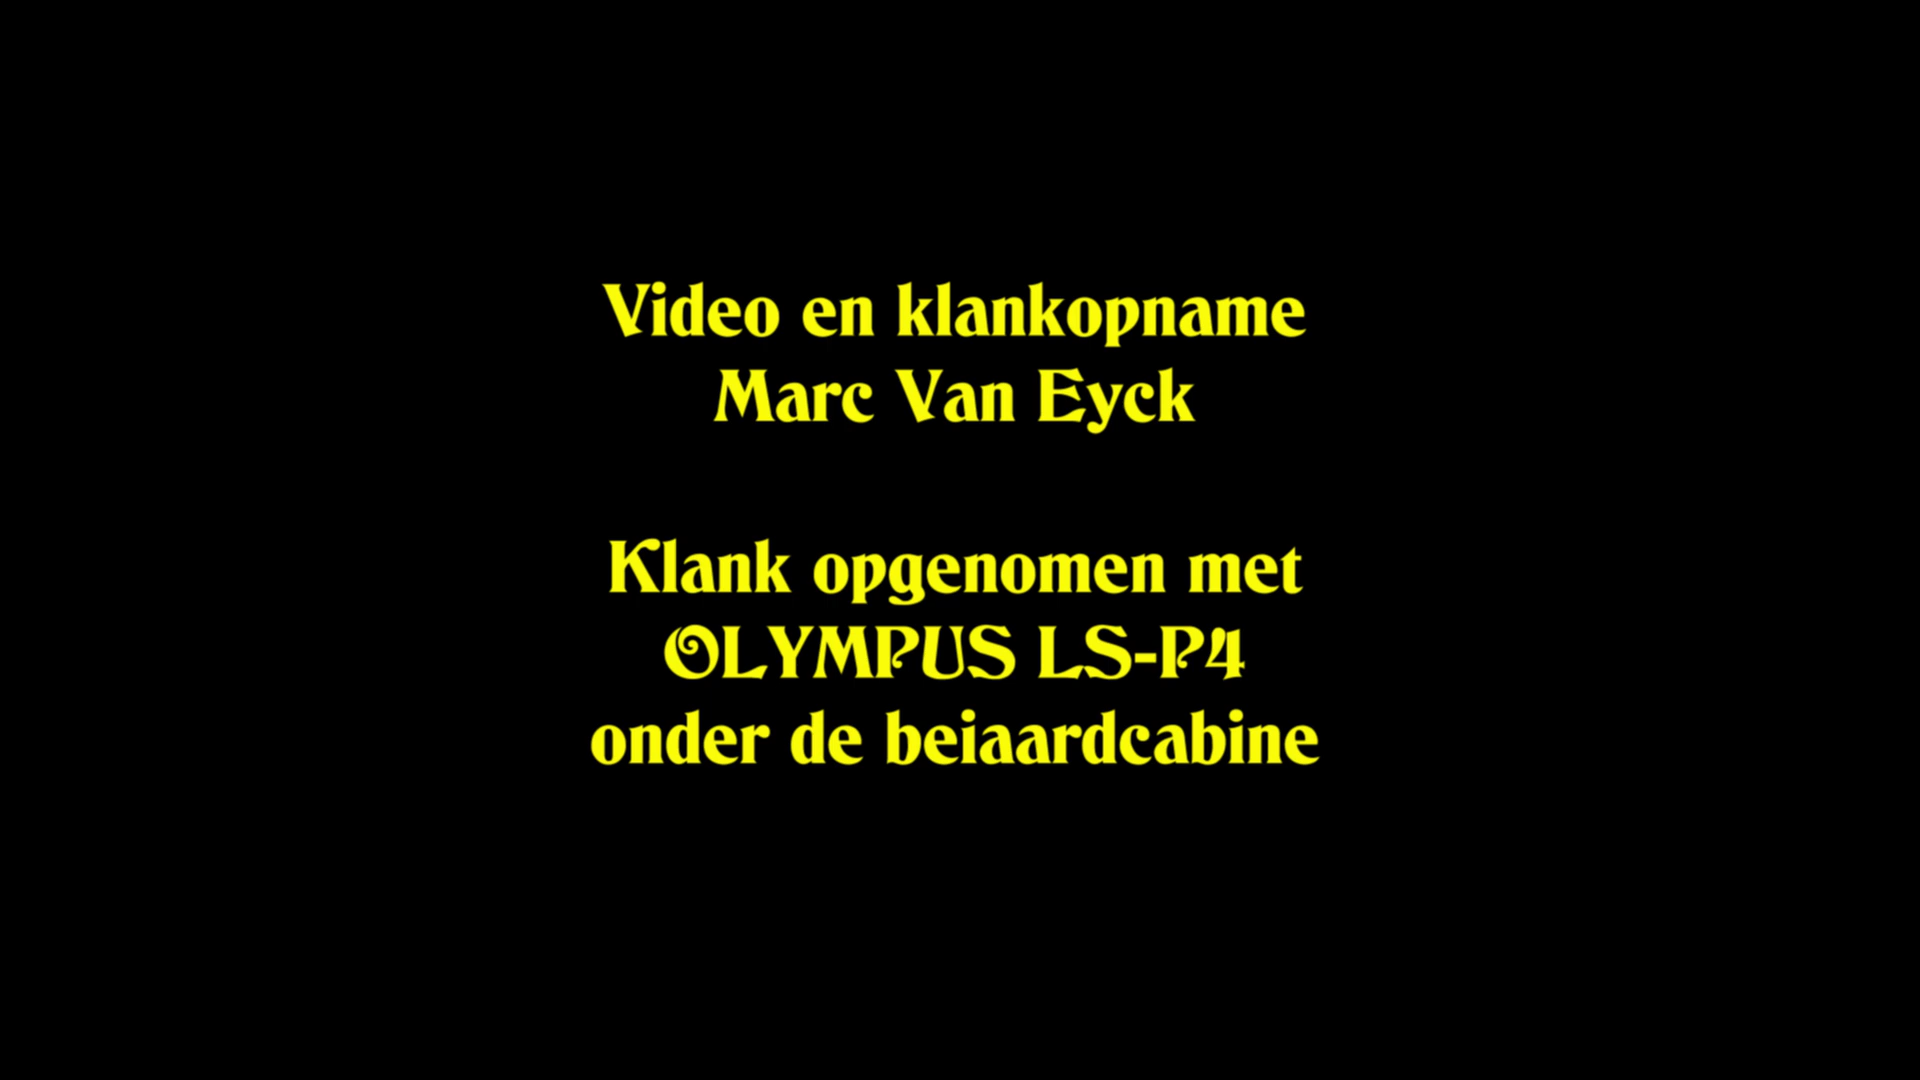 Video en klankopname
Marc Van Eyck
Klank opgenomen met
OLYMPUS LS-P4
onder de beiaardcabine